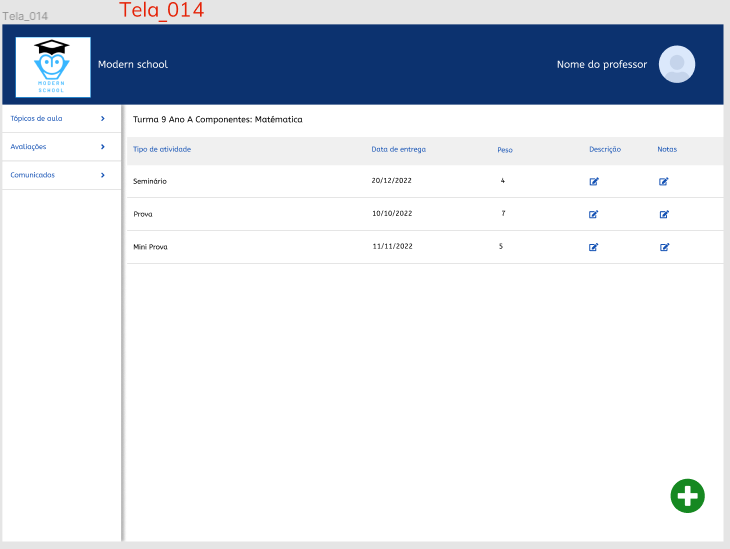 Tela_014
Tela_014
MODERN
SCHOOL
Modern school
Nome do professor
Tópicos de aula
Avaliações
Comunicados
Turma 9 Ano A Componentes: Matêmatica
Tipo de atividade Data de entrega Peso Descrição Notas
Seminário 20/12/2022 4
Prova 10/10/2022 7
Mini Prova 11/11/2022 5